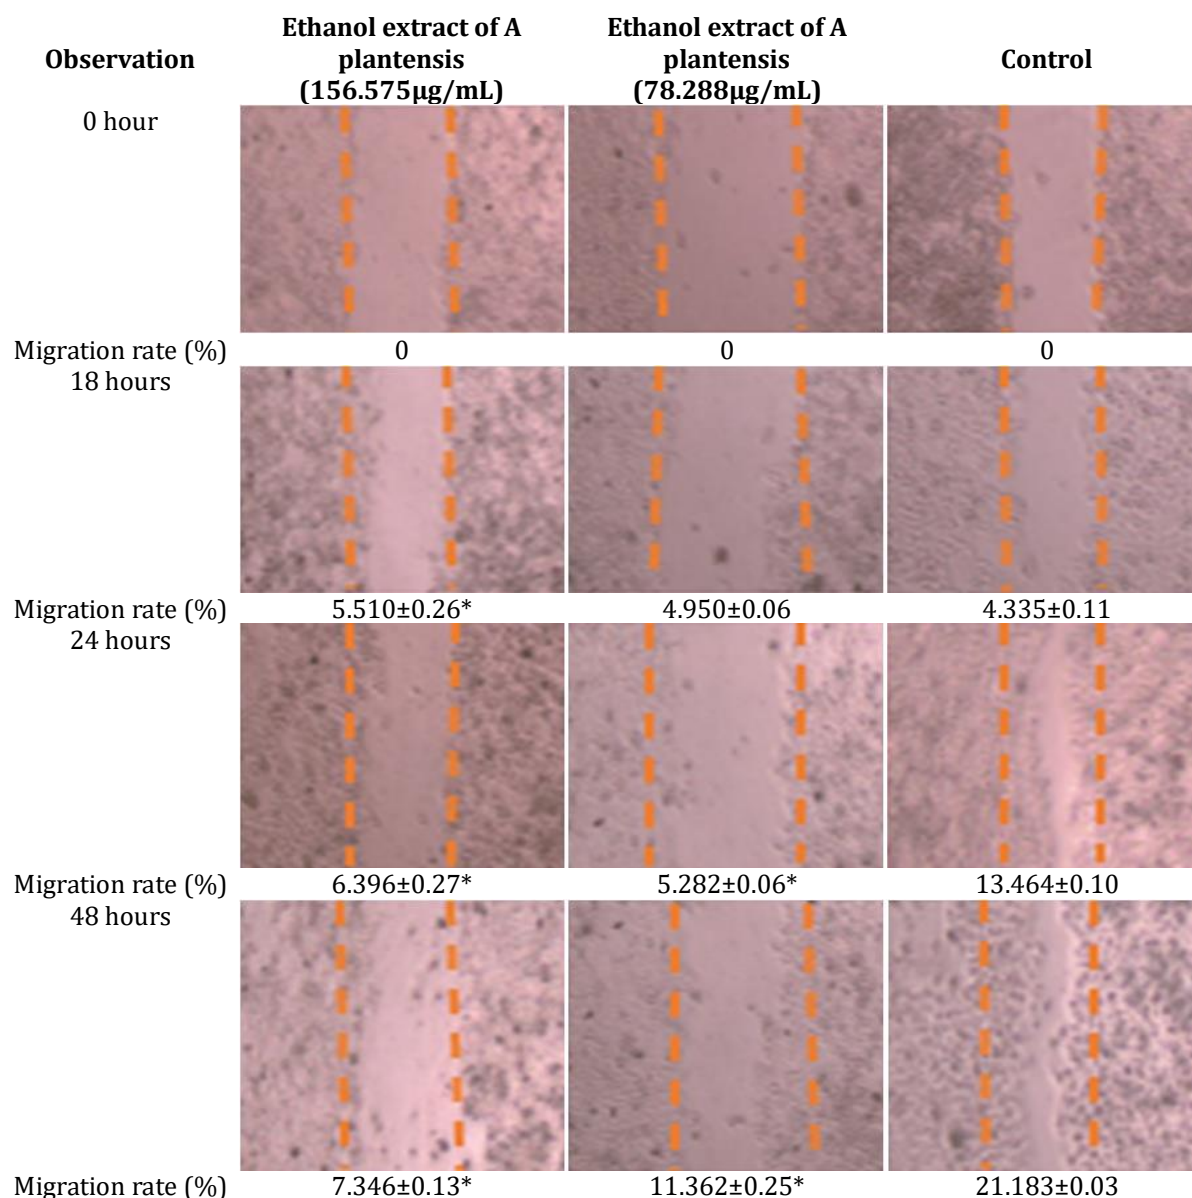 Observation
Ethanol extract of A
plantensis
(156.575µg/mL)
Ethanol extract of A
plantensis
(78.288µg/mL)
Control
0 hour
Migration rate (%) 0 0 0
18 hours
Migration rate (%) 5.510±0.26* 4.950±0.06 4.335±0.11
24 hours
Migration rate (%) 6.396±0.27* 5.282±0.06* 13.464±0.10
48 hours
Migration rate (%) 7.346±0.13* 11.362±0.25* 21.183±0.03